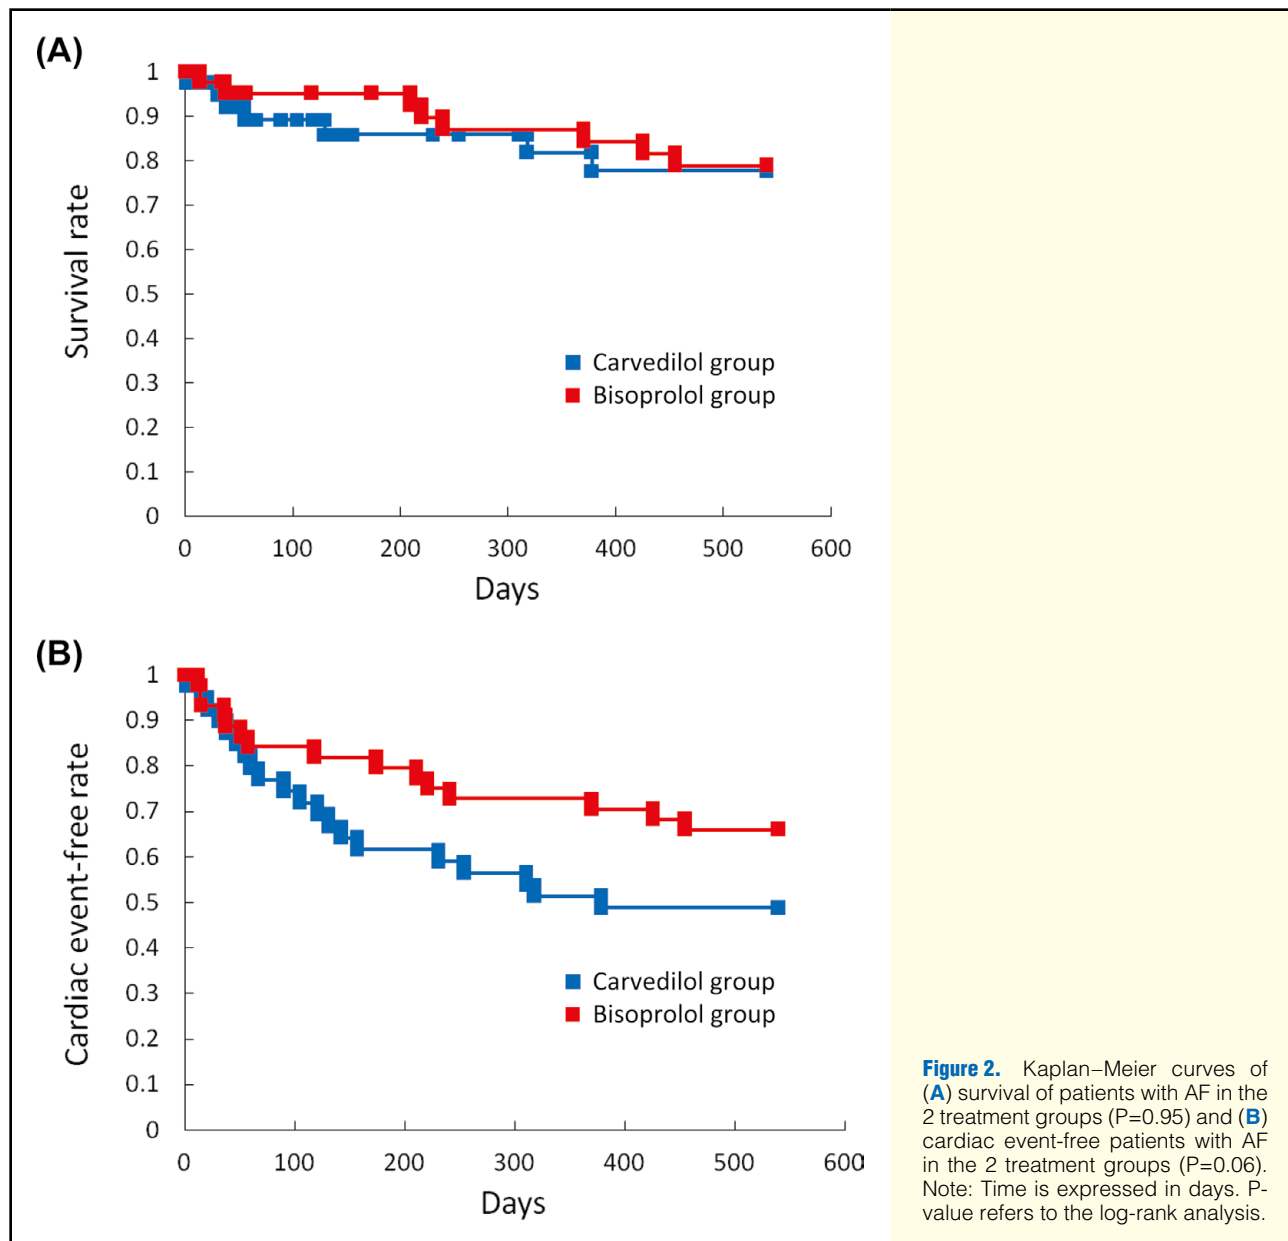 (A)
1
0.9
0.8
0.7
0.6
0.5
0.4
0.3
0.2
0.1
0
Survival rate
Carvedilol group
Bisoprolol group
0 100 200 300 400 500 600
Days
(B)
1
0.9
0.8
0.7
0.6
0.5
0.4
0.3
0.2
0.1
0
Cardiac event-free rate
Carvedilol group
Bisoprolol group
0 100 200 300 400 500 600
Days
Figure 2. Kaplan–Meier curves of
(A) survival of patients with AF in the
2 treatment groups (P=0.95) and (B)
cardiac event-free patients with AF
in the 2 treatment groups (P=0.06).
Note: Time is expressed in days. P-
value refers to the log-rank analysis.